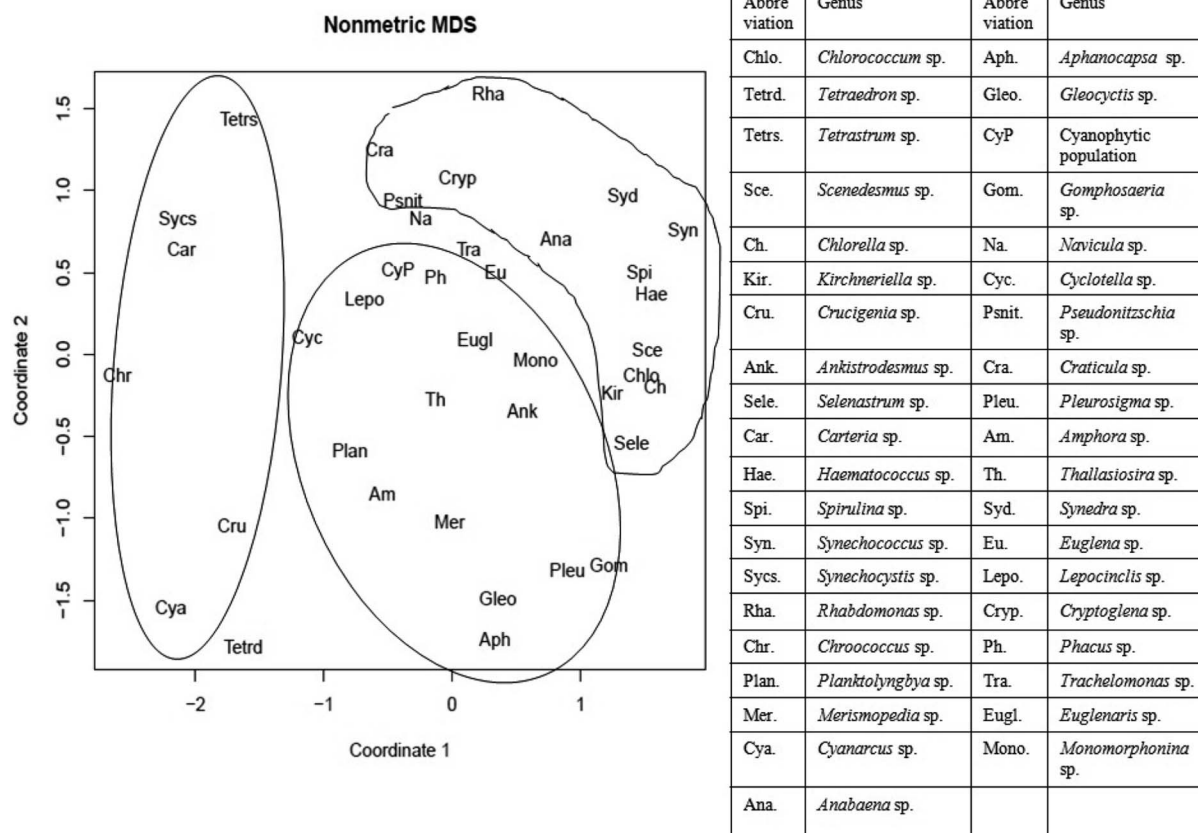 Nonmetric MDS
Coordinate 2
1.5
1.0
0.5
0.0
−0.5
−1.0
−1.5
Rha
Tetrs
Cra
Cryp
Psnit
Syd
Sycs
Na
Syn
Car
Tra
Ana
CyP
Ph
Eu
Spi
Lepo
Hae
Cyc
Eugl
Sce
Mono
Chr
Chlo
Ch
Kir
Th
Ank
Sele
Plan
Am
Cru
Mer
Pleu
Gom
Cya
Gleo
Tetrd
Aph
−2 −1 0 1
Coordinate 1
Abbre Genus Abbre Genus
viation viation
Chlo. Chlorococcum sp. Aph. Aphanocapsa sp.
Tetrd. Tetraedron sp. Gleo. Gleocyctis sp.
Tetrs. Tetrastrum sp. CyP Cyanophytic
population
Sce. Scenedesmus sp. Gom. Gomphosaeria
sp.
Ch. Chlorella sp. Na. Navicula sp.
Kir. Kirchneriella sp. Cyc. Cyclotella sp.
Cru. Crucigenia sp. Psnit. Pseudonitzschia
sp.
Ank. Ankistrodesmus sp. Cra. Craticula sp.
Sele. Selenastrum sp. Pleu. Pleurosigma sp.
Car. Carteria sp. Am. Amphora sp.
Hae. Haematococcus sp. Th. Thallasiosira sp.
Spi. Spirulina sp. Syd. Synedra sp.
Syn. Synechococcus sp. Eu. Euglena sp.
Sycs. Synechocystis sp. Lepo. Lepocinclis sp.
Rha. Rhabdomonas sp. Cryp. Cryptoglena sp.
Chr. Chroococcus sp. Ph. Phacus sp.
Plan. Planktolyngbya sp. Tra. Trachelomonas sp.
Mer. Merismopedia sp. Eugl. Euglenaris sp.
Cya. Cyanarcus sp. Mono. Monomorphonina
sp.
Ana. Anabaena sp.